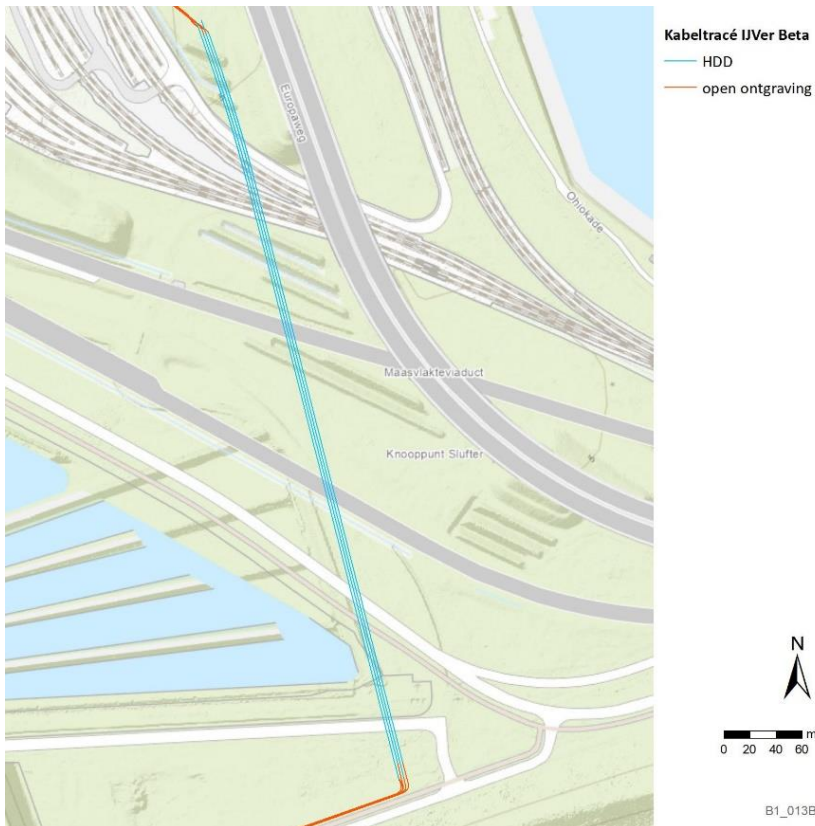 Kabeltracé IJVer Beta
HDD
open ontgraving
Europaweg
Ohiokade
Maasvlakteviaduct
Knooppunt Slufter
N
m
0 20 40 60
B1_013B